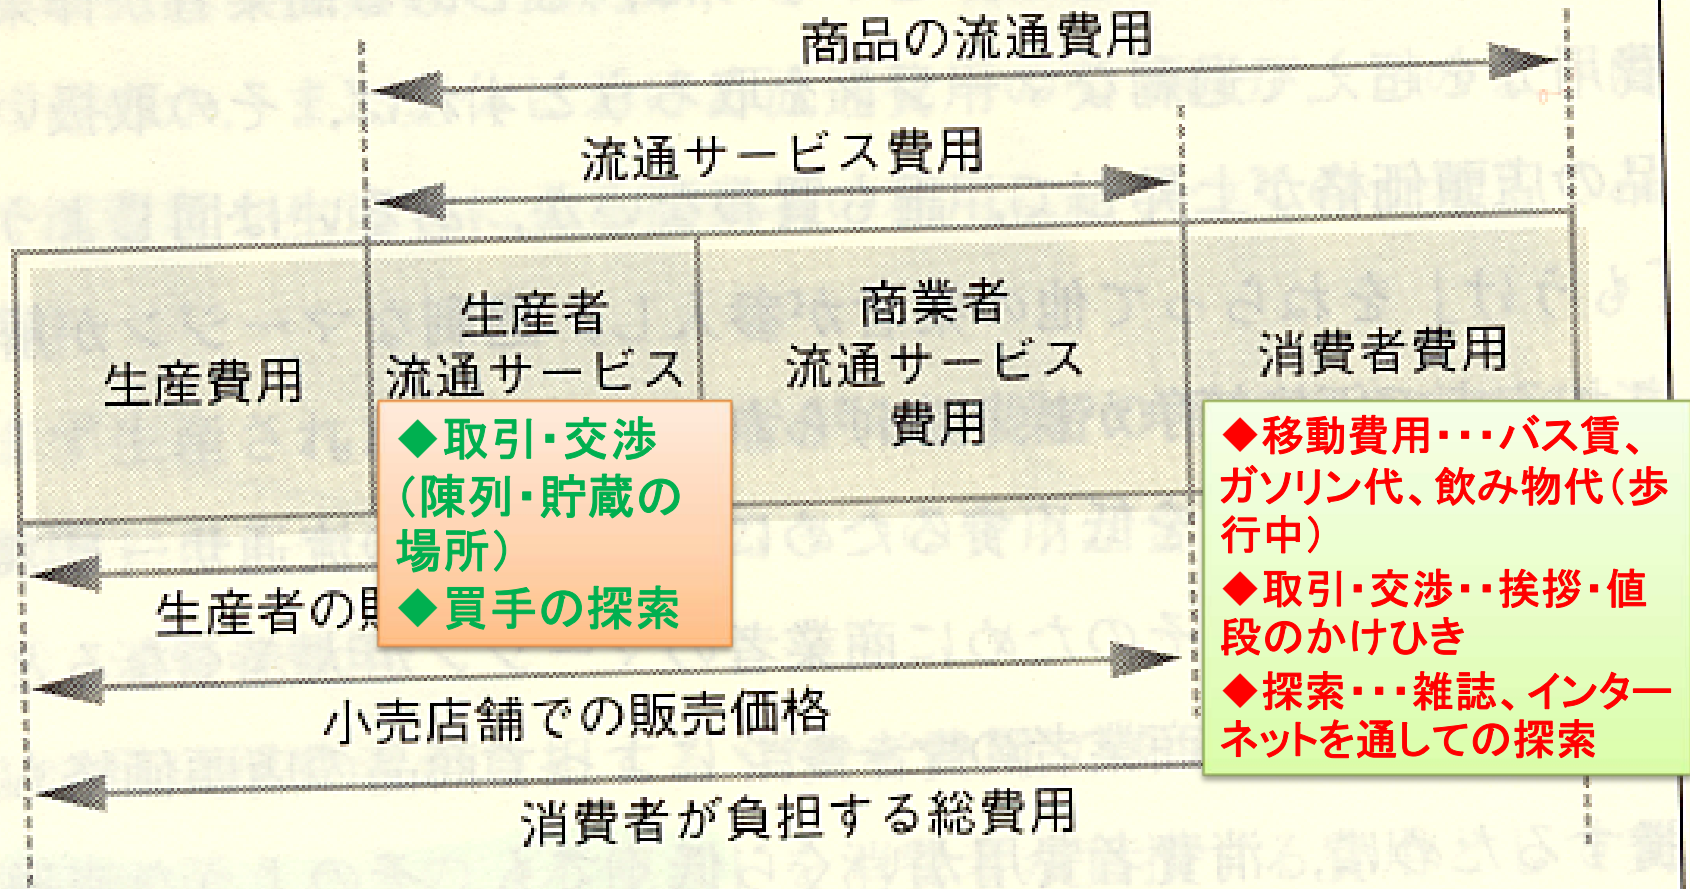 商品の流通費用
流通サービス費用
生産費用
生産者
流通サービス
商業者
流通サービス
費用
消費者費用
◆取引・交渉
(陳列・貯蔵の
場所)
◆買手の探索
◆移動費用・・・バス賃、
ガソリン代、飲み物代(歩
行中)
◆取引・交渉・・挨拶・値
段のかけひき
◆探索・・・雑誌、インター
ネットを通しての探索
生産者の
小売店舗での販売価格
消費者が負担する総費用